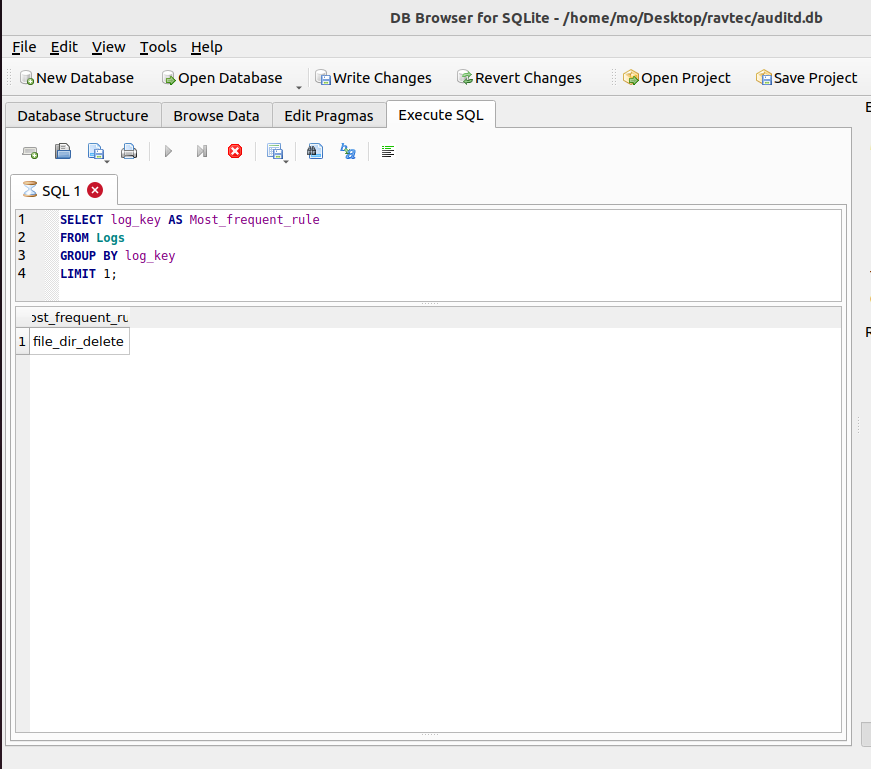 DB Browser for SQLite - /home/mo/Desktop/ravtec/auditd.db
File Edit View Tools Help
New Database Open Database Write Changes Revert Changes Open Project Save Project
Database Structure Browse Data Edit Pragmas Execute SQL
SQL 1
1 SELECT log_key AS Most_frequent_rule
2 FROM Logs
3 GROUP BY log_key
4 LIMIT 1;
ost_frequent_ru
1 file_dir_delete